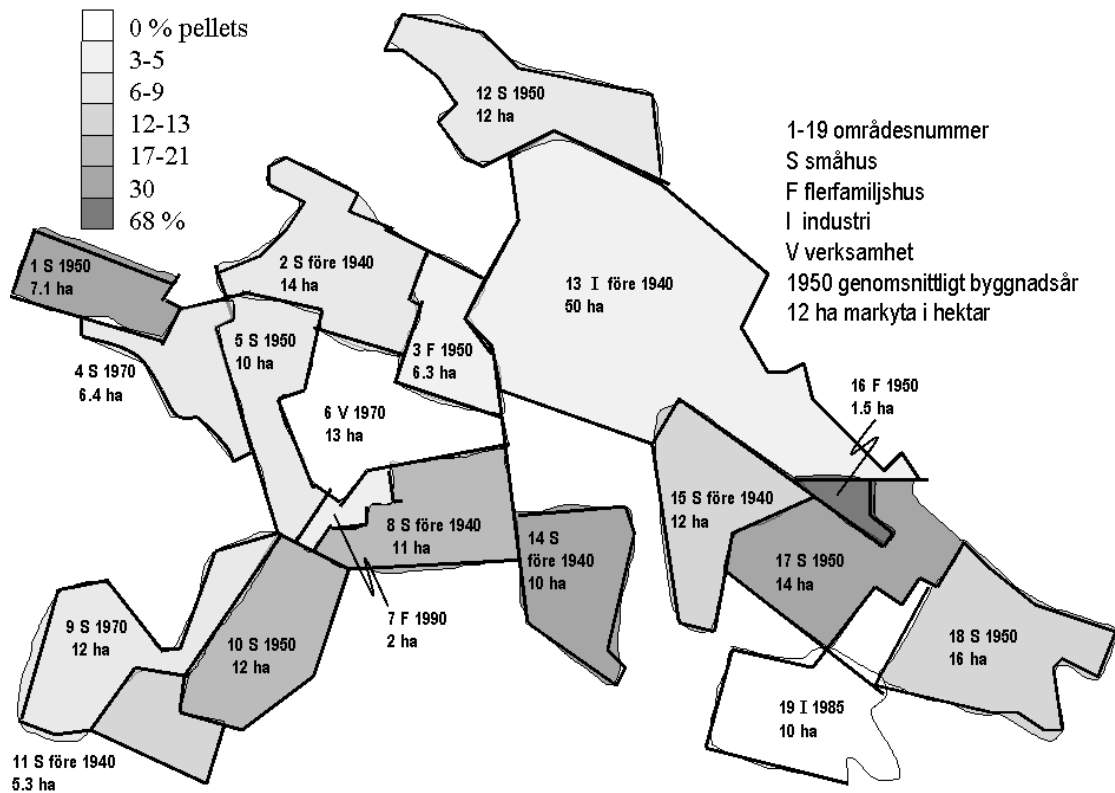 0 % pellets
3-5
6-9
12-13
17-21
30
68 %
1-19 områdesnummer
S småhus
F flerfamiljshus
I industri
V verksamhet
1950 genomsnittligt byggnadsår
12 ha markyta i hektar
12 S 1950
12 ha
1 S 1950
7.1 ha
2 S före 1940
14 ha
13 I före 1940
50 ha
5 S 1950
10 ha
3 F 1950
6.3 ha
4 S 1970
6.4 ha
16 F 1950
1.5 ha
6 V 1970
13 ha
15 S före 1940
12 ha
8 S före 1940
11 ha
14 S
före 1940
10 ha
17 S 1950
14 ha
7 F 1990
2 ha
9 S 1970
12 ha
10 S 1950
12 ha
18 S 1950
16 ha
19 I 1985
10 ha
11 S före 1940
5.3 ha